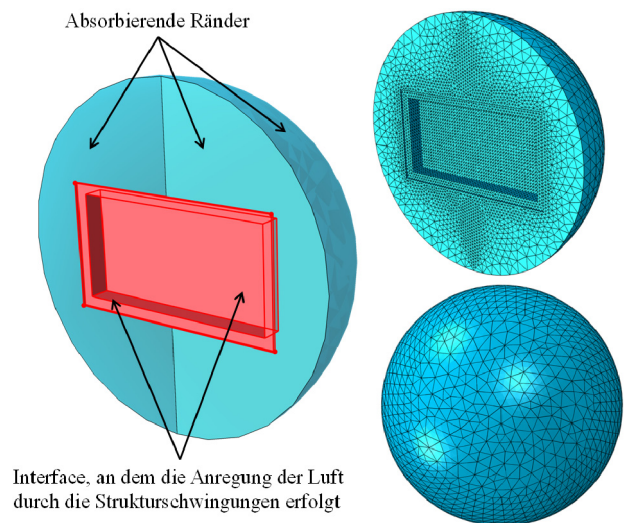 Absorbierende Ränder
Interface, an dem die Anregung der Luft
durch die Strukturschwingungen erfolgt